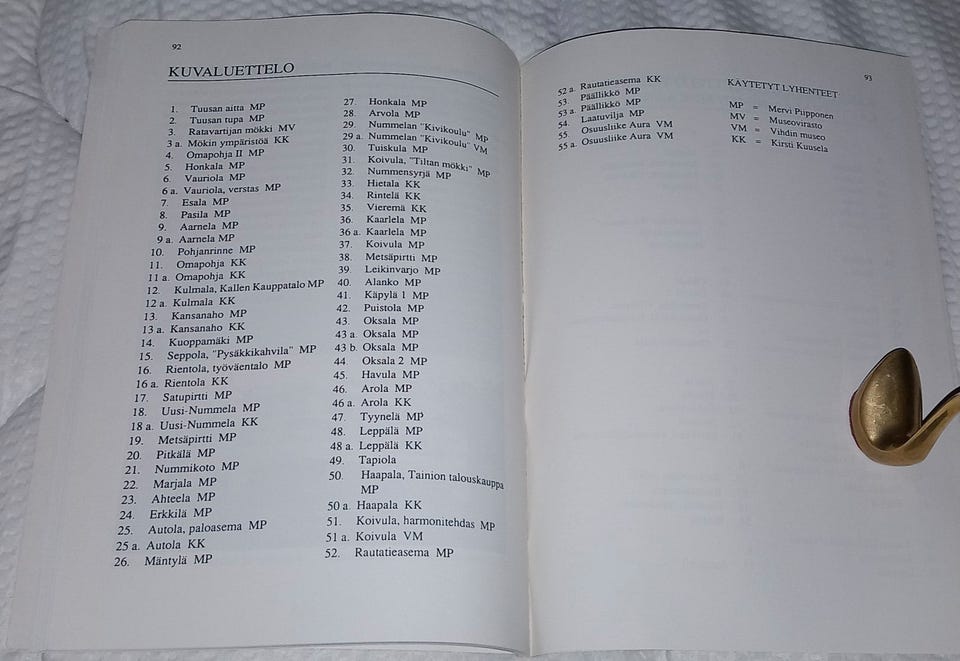 92
KUVALUETTELO
1. Tuusan aitta MP
2. Tuusan tupa MP
3. Ratavartijan mökki MV
3 a. Mökin ympäristöä KK
4. Omapohja II MP
5. Honkala MP
6. Vauriola MP
6 a. Vauriola, verstas MP
7. Esala MP
8. Pasila MP
9. Aarnela MP
9 a. Aarnela MP
10. Pohjanrinne MP
11. Omapohja KK
11 a. Omapohja KK
12. Kulmala, Kallen Kauppatalo MP
12 a. Kulmala KK
13. Kansanaho MP
13 a. Kansanaho KK
14. Kuoppamäki MP
15. Seppola, "Pysäkkikahvila" MP
16. Rientola, työväentalo MP
16 a. Rientola KK
17. Satupirtti MP
18. Uusi-Nummela MP
18 a. Uusi-Nummela KK
19. Metsäpirtti MP
20. Pitkälä MP
21. Nummikoto MP
22. Marjala MP
23. Ahteela MP
24. Erkkilä MP
25. Autola, paloasema MP
25 a. Autola KK
26. Mäntylä MP
27. Honkala MP
28. Arvola MP
29. Nummelan "Kivikoulu" MP
29 a. Nummelan "Kivikoulu" VM
30. Tuiskula MP
31. Koivula, "Tiltan mökki" MP
32. Nummensyrjä MP
33. Hietala KK
34. Rintelä KK
35. Vieremä KK
36. Kaarlela MP
36 a. Kaarlela MP
37. Koivula MP
38. Metsäpirtti MP
39. Leikinvarjo MP
40. Alanko MP
41. Käpylä 1 MP
42. Puistola MP
43. Oksala MP
43 a. Oksala MP
43 b. Oksala MP
44. Oksala 2 MP
45. Havula MP
46. Arola MP
46 a. Arola KK
47. Tyynelä MP
48. Leppälä MP
48 a. Leppälä KK
49. Tapiola
50. Haapala, Tainion talouskauppa
MP
50 a. Haapala KK
51. Koivula, harmonitehdas MP
51 a. Koivula VM
52. Rautatieasema MP
93
52 a. Rautatieasema KK
53. Päällikkö MP
53 a. Päällikkö MP
54. Laatuvilja MP
55. Osuusliike Aura VM
55 a. Osuusliike Aura VM
KÄYTETYT LYHENTEET
MP = Mervi Piipponen
MV = Museovirasto
VM = Vihdin museo
KK = Kirsti Kuusela